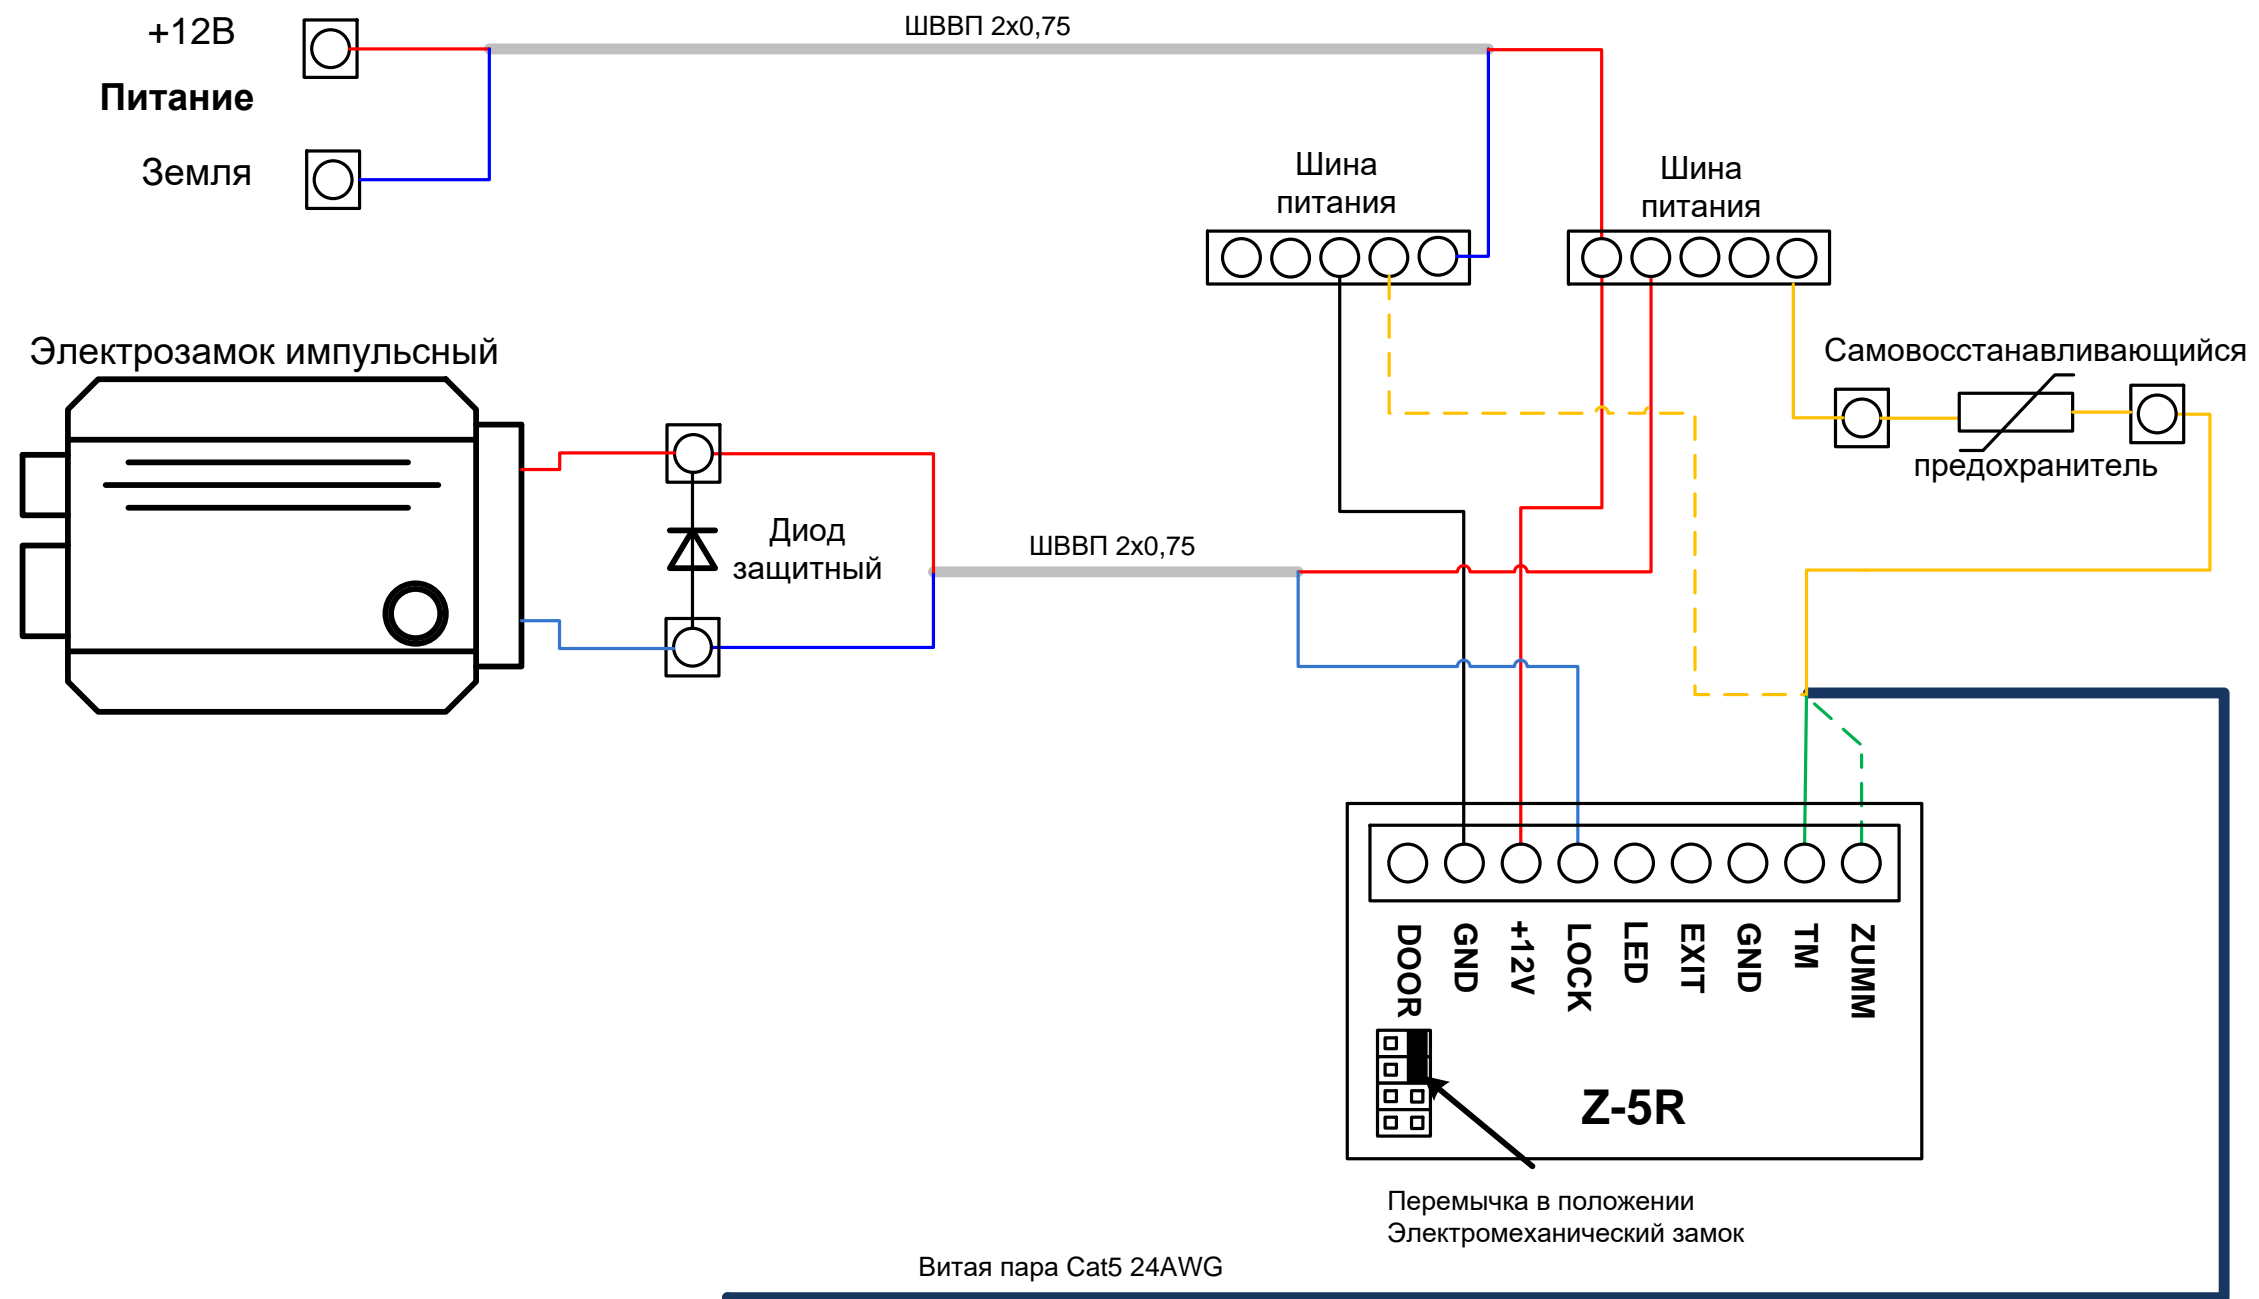 +12В
ШВВП 2х0,75
Питание
Земля
Шина
питания
Шина
питания
Электрозамок импульсный
Самовосстанавливающийся
предохранитель
Диод
защитный
ШВВП 2х0,75
DOOR
GND
+12V
LOCK
LED
EXIT
GND
TM
ZUMM
Z-5R
Перемычка в положении
Электромеханический замок
Витая пара Cat5 24AWG